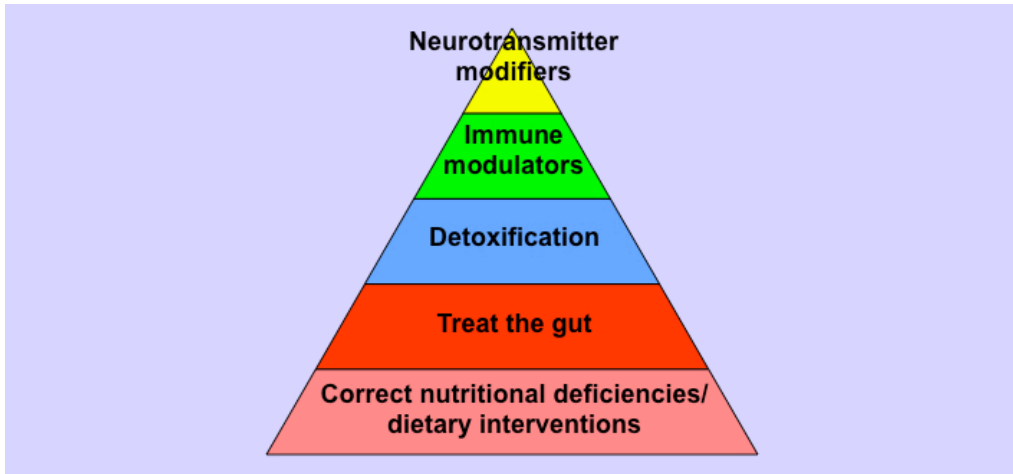 Neurotransmitter
modifiers
Immune
modulators
Detoxification
Treat the gut
Correct nutritional deficiencies/
dietary interventions